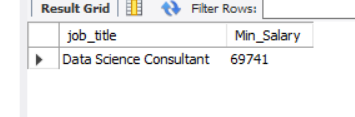 Result Grid Filter Rows:
job_title Min_Salary
Data Science Consultant 69741